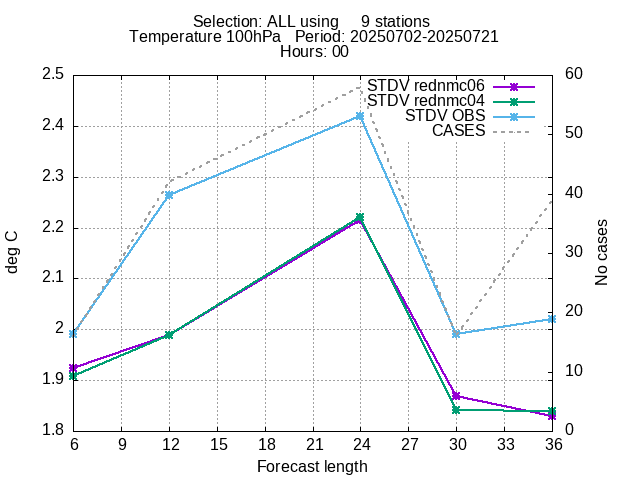 Selection: ALL using     9 stations
Temperature 100hPa   Period: 20250702-20250721
Hours: 00
STDV rednmc06
STDV rednmc04
STDV OBS
CASES
2.5
2.4
2.3
2.2
2.1
2
1.9
1.8
60
50
40
30
20
10
0
deg C
No cases
6 9 12 15 18 21 24 27 30 33 36
Forecast length